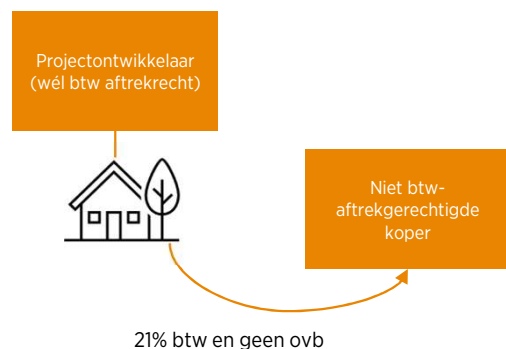 Projectontwikkelaar
(wél btw aftrekrecht)
Niet btw-
aftrekgerechtigde
koper
21% btw en geen ovb